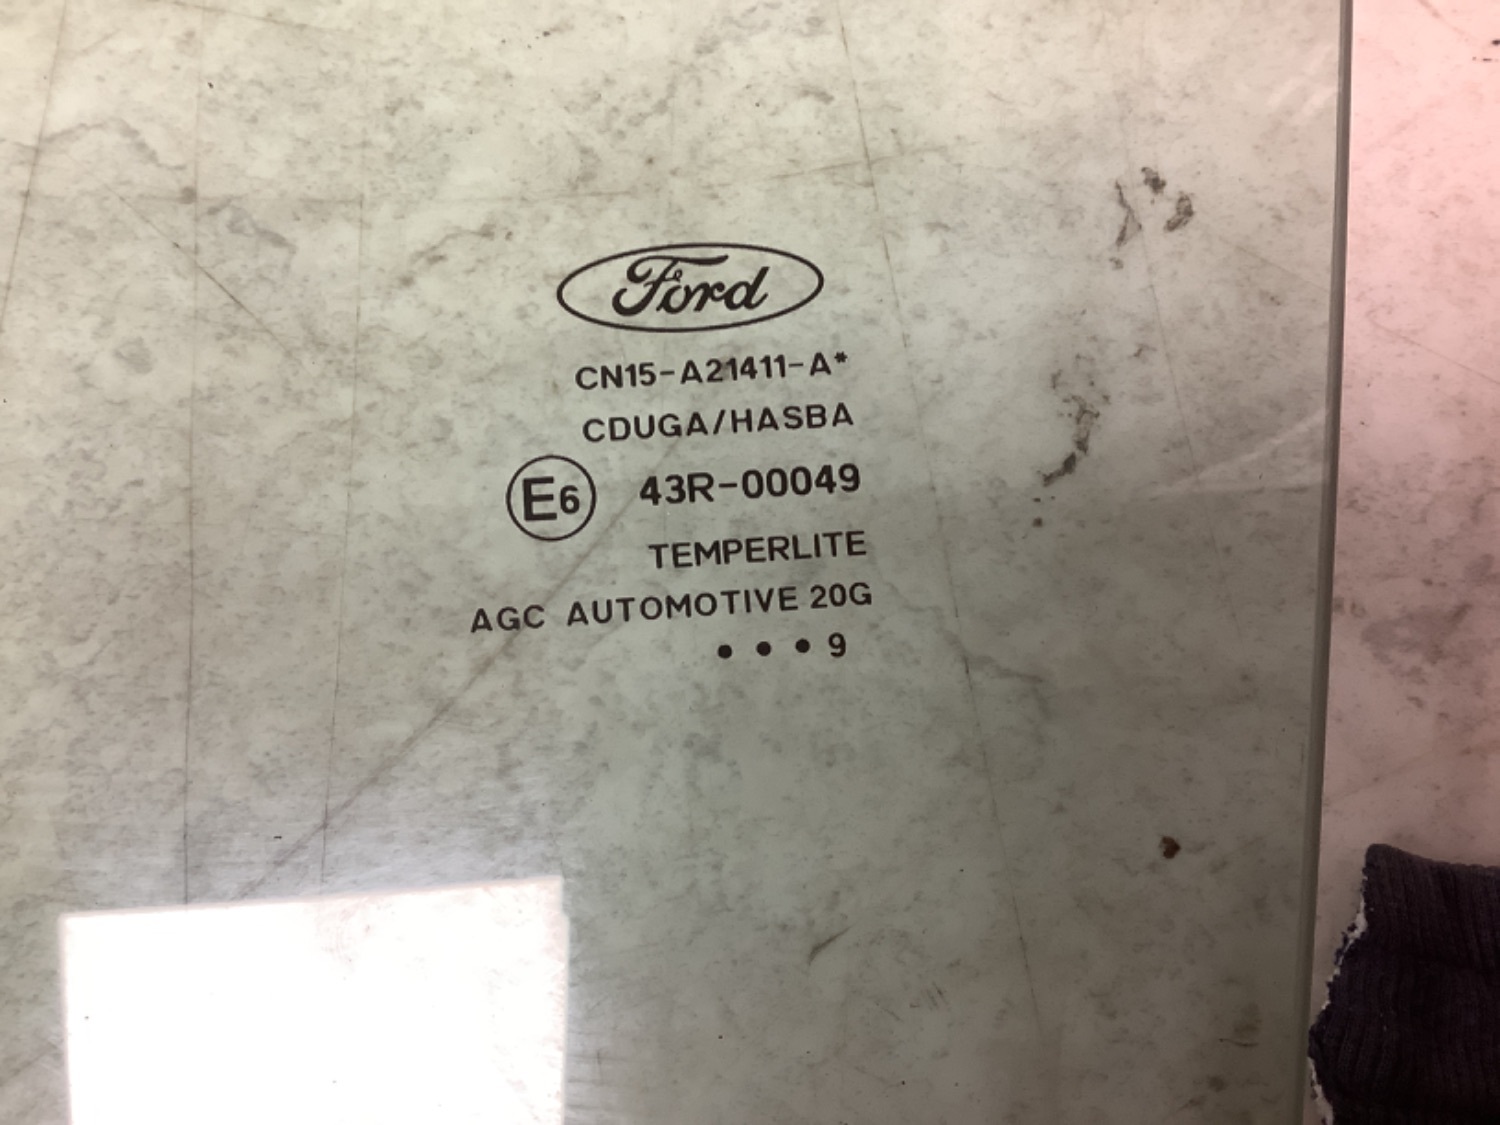 Ford
CN15-A21411-A*
CDUGA/HASBA
E6 43R-00049
TEMPERLITE
AGC AUTOMOTIVE 20G
• • • 9